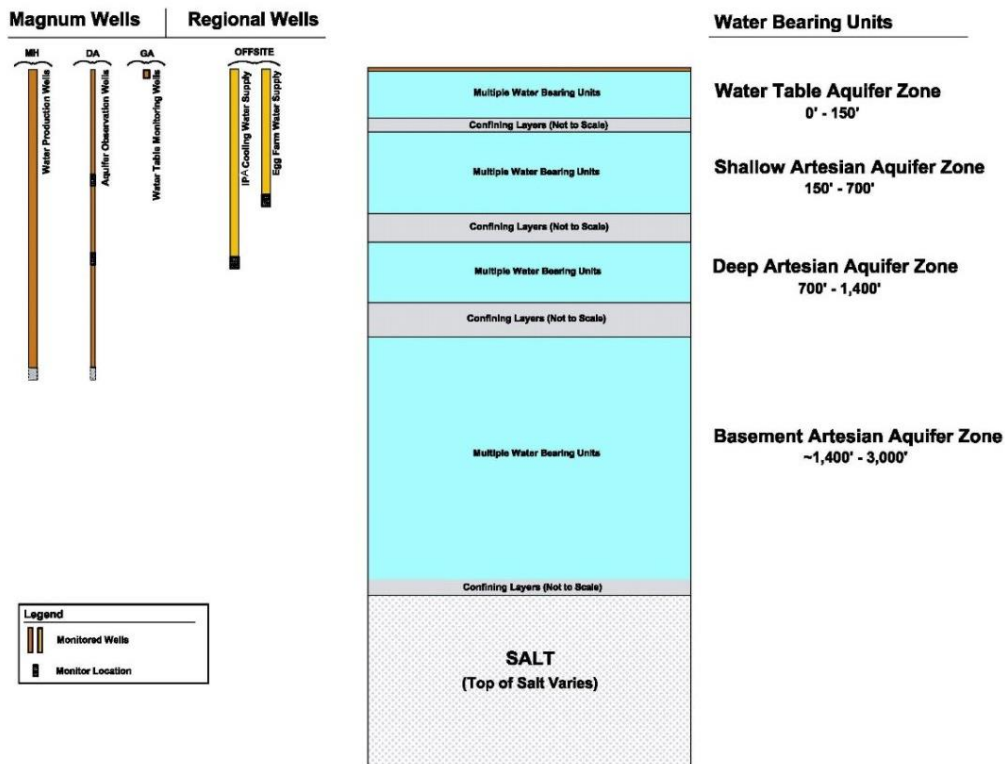 Magnum Wells
Regional Wells
MH
DA
GA
OFFSITE
Water Production Wells
Aquifer Observation Wells
Water Table Monitoring Wells
IPA Cooling Water Supply
Egg Farm Water Supply
Water Bearing Units
Multiple Water Bearing Units
Water Table Aquifer Zone
0' - 150'
Confining Layers (Not to Scale)
Multiple Water Bearing Units
Shallow Artesian Aquifer Zone
150' - 700'
Confining Layers (Not to Scale)
Multiple Water Bearing Units
Deep Artesian Aquifer Zone
700' - 1,400'
Confining Layers (Not to Scale)
Multiple Water Bearing Units
Basement Artesian Aquifer Zone
~1,400' - 3,000'
Confining Layers (Not to Scale)
SALT
(Top of Salt Varies)
Legend
Monitored Wells
Monitor Location